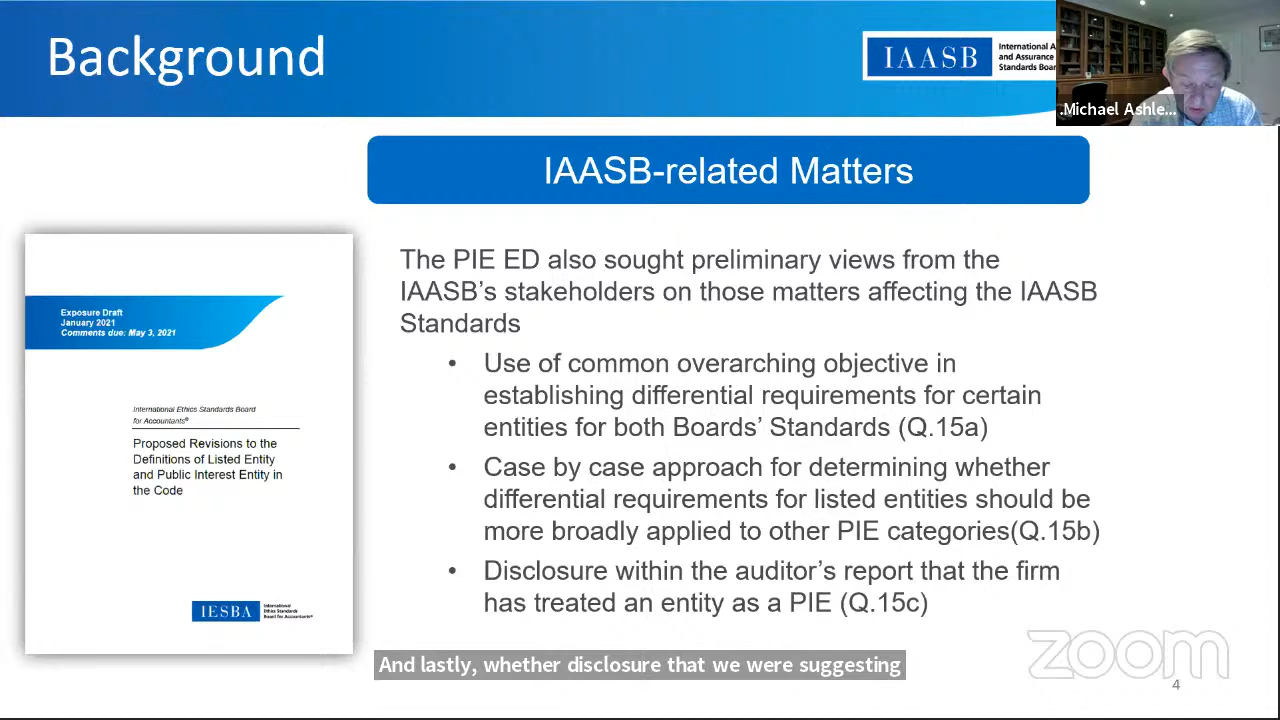 Background
IAASB
International A
and Assurance
Standards Boar
.Michael Ashle...
IAASB-related Matters
Exposure Draft
January 2021
Comments due: May 3, 2021
International Ethics Standards Board
for Accountants®
Proposed Revisions to the
Definitions of Listed Entity
and Public Interest Entity in
the Code
IESBA
International
Ethics Standards
Board for Accountants®
The PIE ED also sought preliminary views from the
IAASB's stakeholders on those matters affecting the IAASB
Standards
• Use of common overarching objective in
establishing differential requirements for certain
entities for both Boards' Standards (Q.15a)
• Case by case approach for determining whether
differential requirements for listed entities should be
more broadly applied to other PIE categories(Q.15b)
• Disclosure within the auditor's report that the firm
has treated an entity as a PIE (Q.15c)
And lastly, whether disclosure that we were suggesting
zoom
4